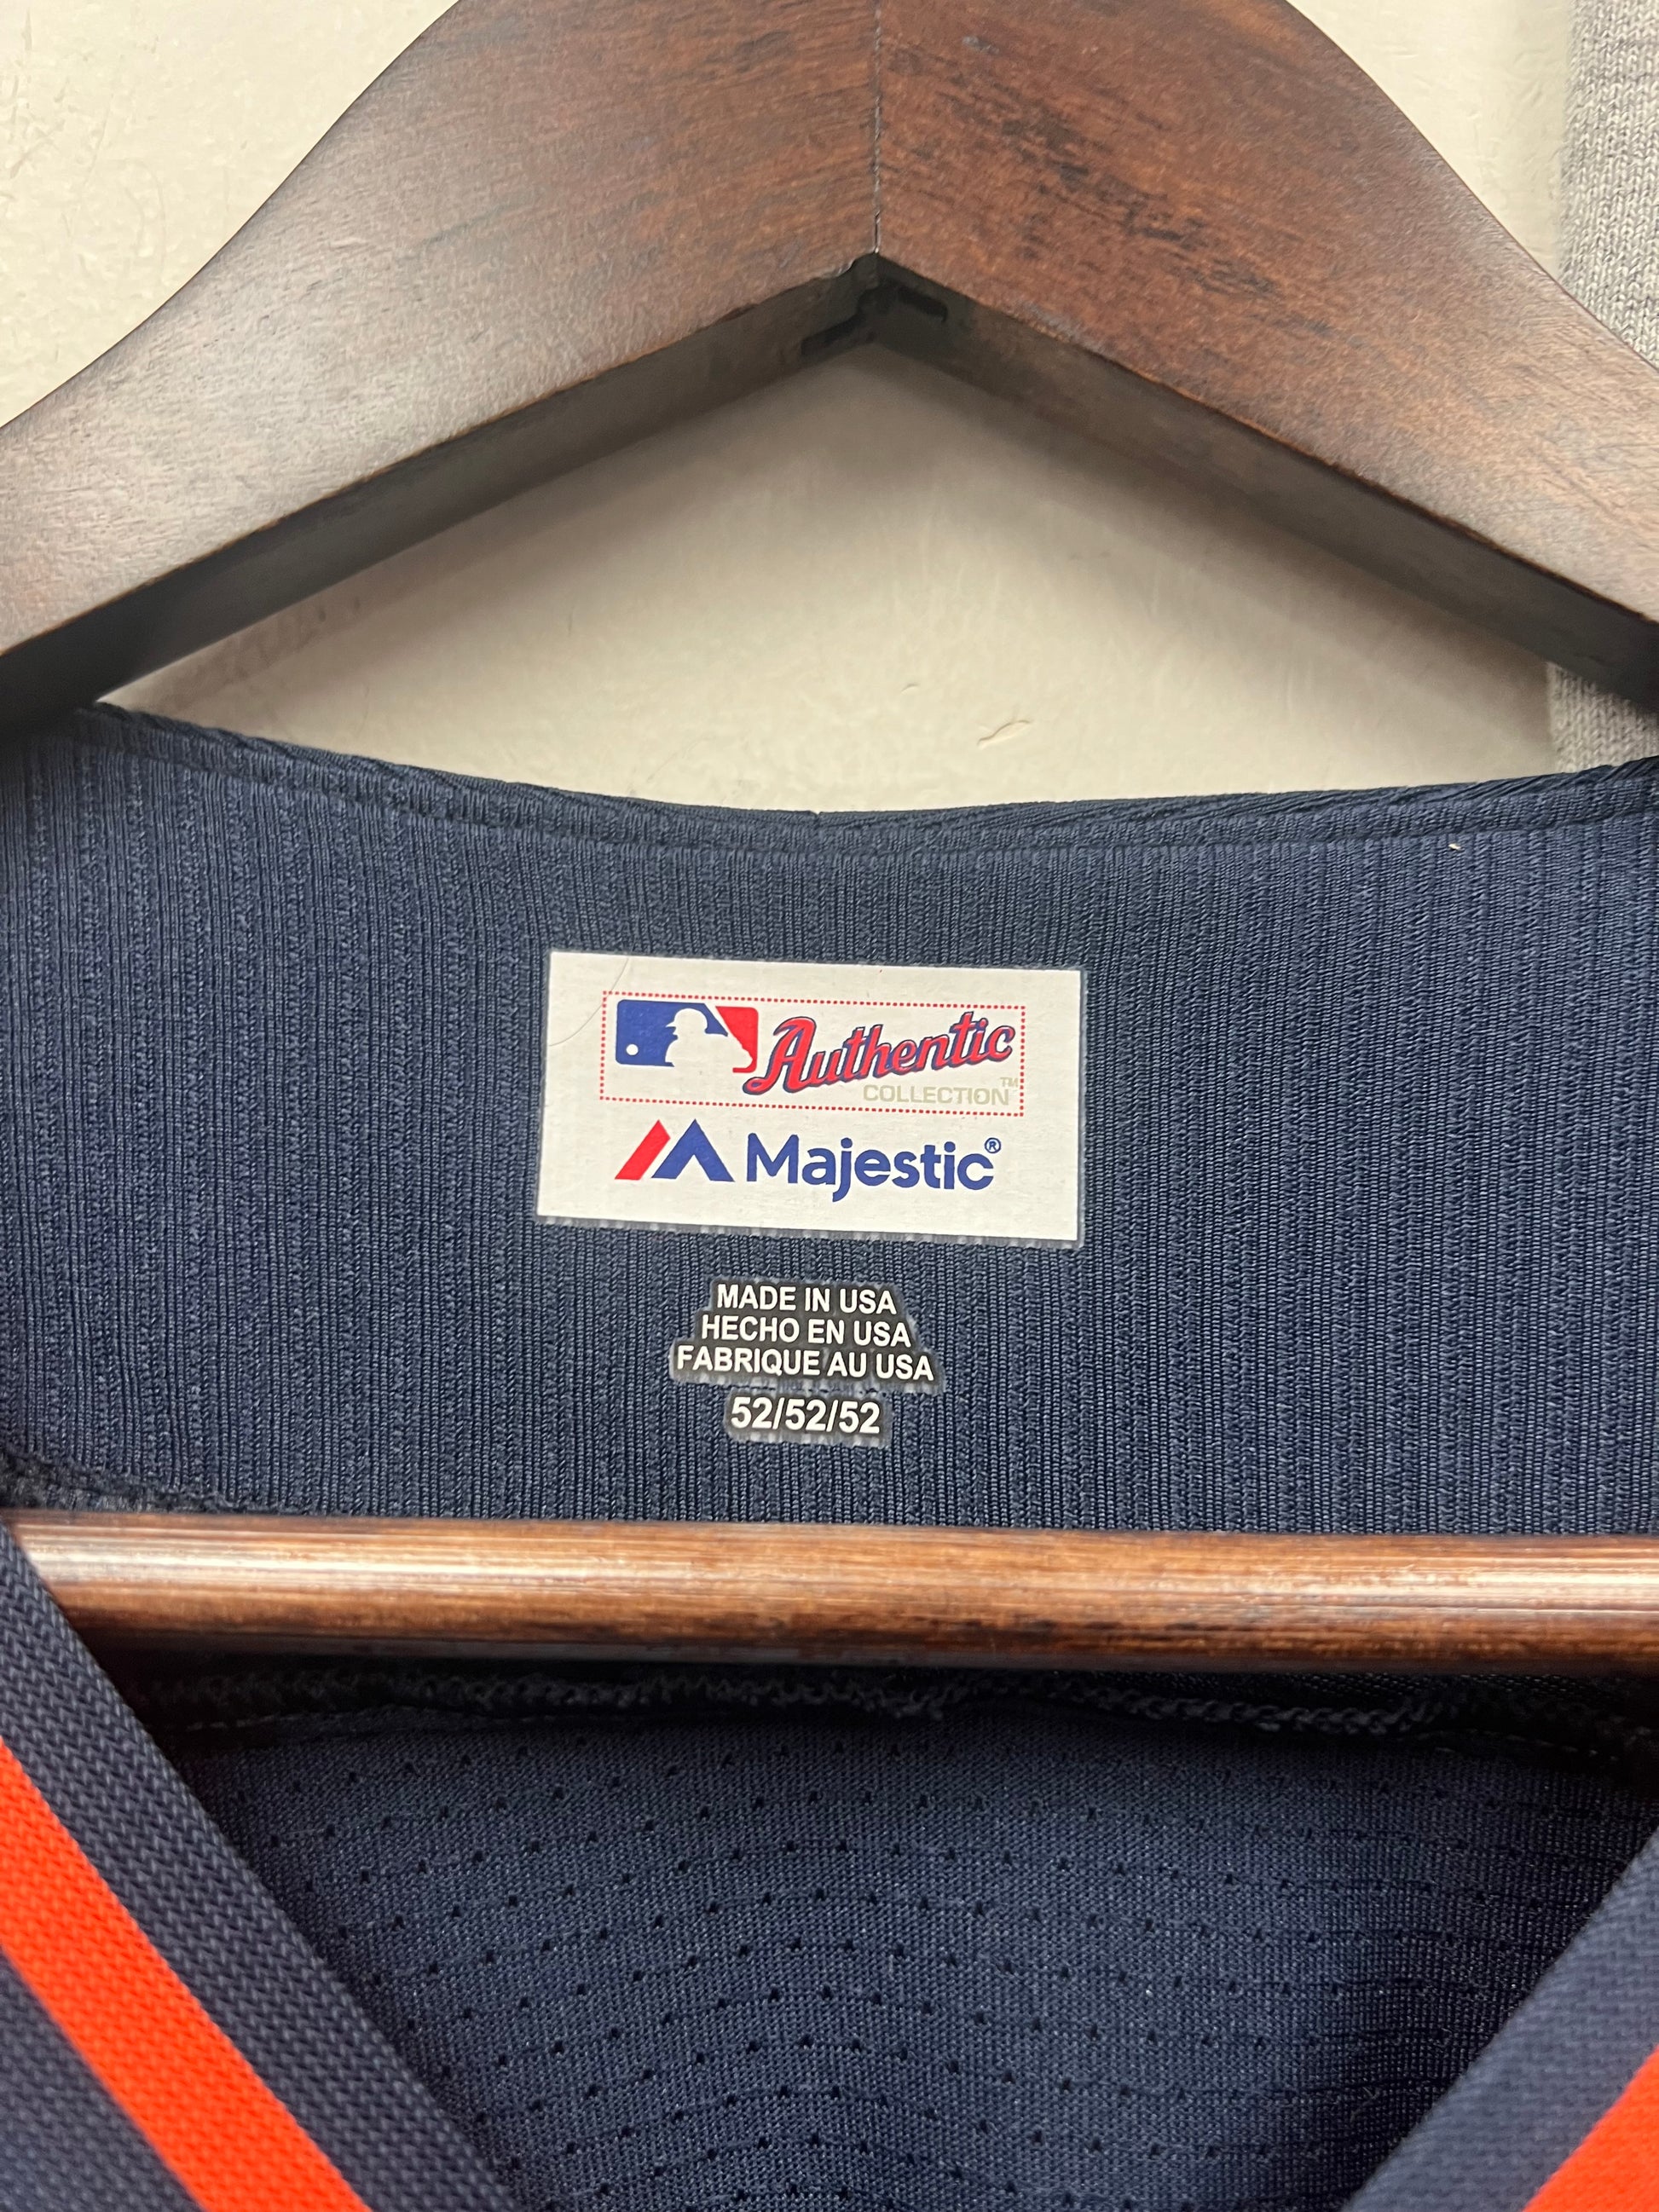 Authentic
COLLECTION™
Majestic®
MADE IN USA
HECHO EN USA
FABRIQUE AU USA
52/52/52